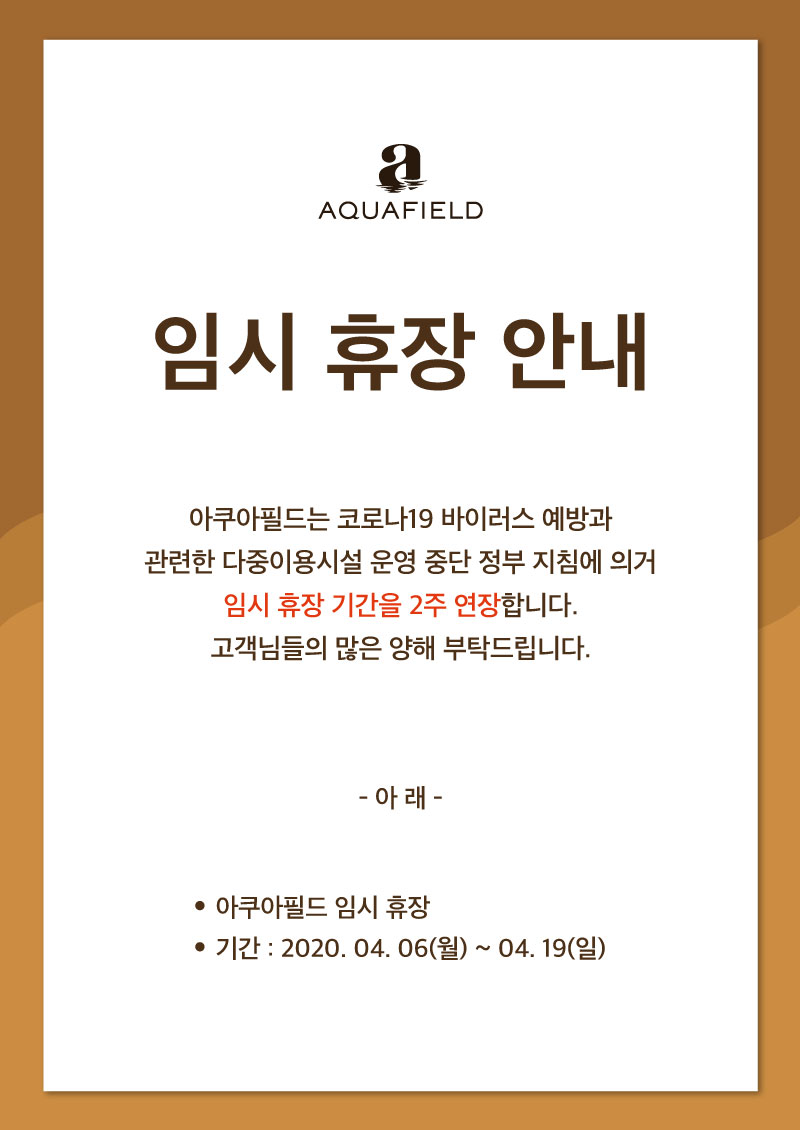 a
AQUAFIELD
임시 휴장 안내
아쿠아필드는 코로나19 바이러스 예방과
관련한 다중이용시설 운영 중단 정부 지침에 의거
임시 휴장 기간을 2주 연장합니다.
고객님들의 많은 양해 부탁드립니다.
- 아 래 -
• 아쿠아필드 임시 휴장
• 기간 : 2020. 04. 06(월) ~ 04. 19(일)